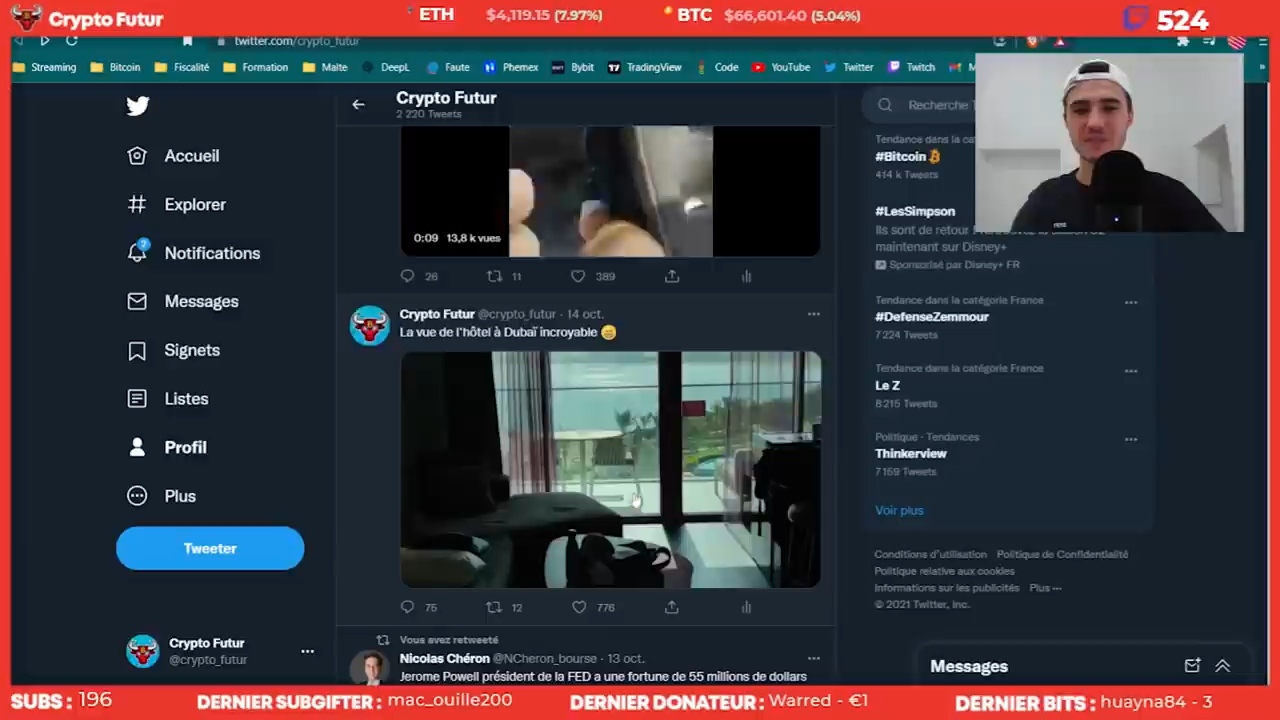 Crypto Futur
ETH $4,119.15 (7.97%)
BTC $66,601.40 (5.04%)
524
twitter.com/crypto_futur
Streaming
Bitcoin
Fiscalité
Formation
Malte
DeepL
Faute
Phemex
Bybit
TradingView
Code
YouTube
Twitter
Twitch
Accueil
Explorer
2
Notifications
Messages
Signets
Listes
Profil
Plus
Tweeter
Crypto Futur
@crypto_futur
Crypto Futur
2 220 Tweets
0:09 13,8 k vues
26 11 389
Crypto Futur @crypto_futur · 14 oct.
La vue de l'hôtel à Dubaï incroyable 😄
75 12 776
Vous avez retweeté
Nicolas Chéron @NCheron_bourse · 13 oct.
Jerome Powell président de la FED a une fortune de 55 millions de dollars
Recherche
Tendance dans la
#Bitcoin
414 k Tweets
#LesSimpson
Ils sont de retour
maintenant sur Disney+
Sponsorisé par Disney+ FR
Tendance dans la catégorie France
#DefenseZemmour
7 224 Tweets
Tendance dans la catégorie France
Le Z
8 215 Tweets
Politique · Tendances
Thinkerview
7 159 Tweets
Voir plus
Conditions d'utilisation Politique de Confidentialité
Politique relative aux cookies
Informations sur les publicités Plus ···
© 2021 Twitter, Inc.
Messages
SUBS : 196
DERNIER SUBGIFTER : mac_ouille200
DERNIER DONATEUR : Warred - €1
DERNIER BITS : huayna84 - 3